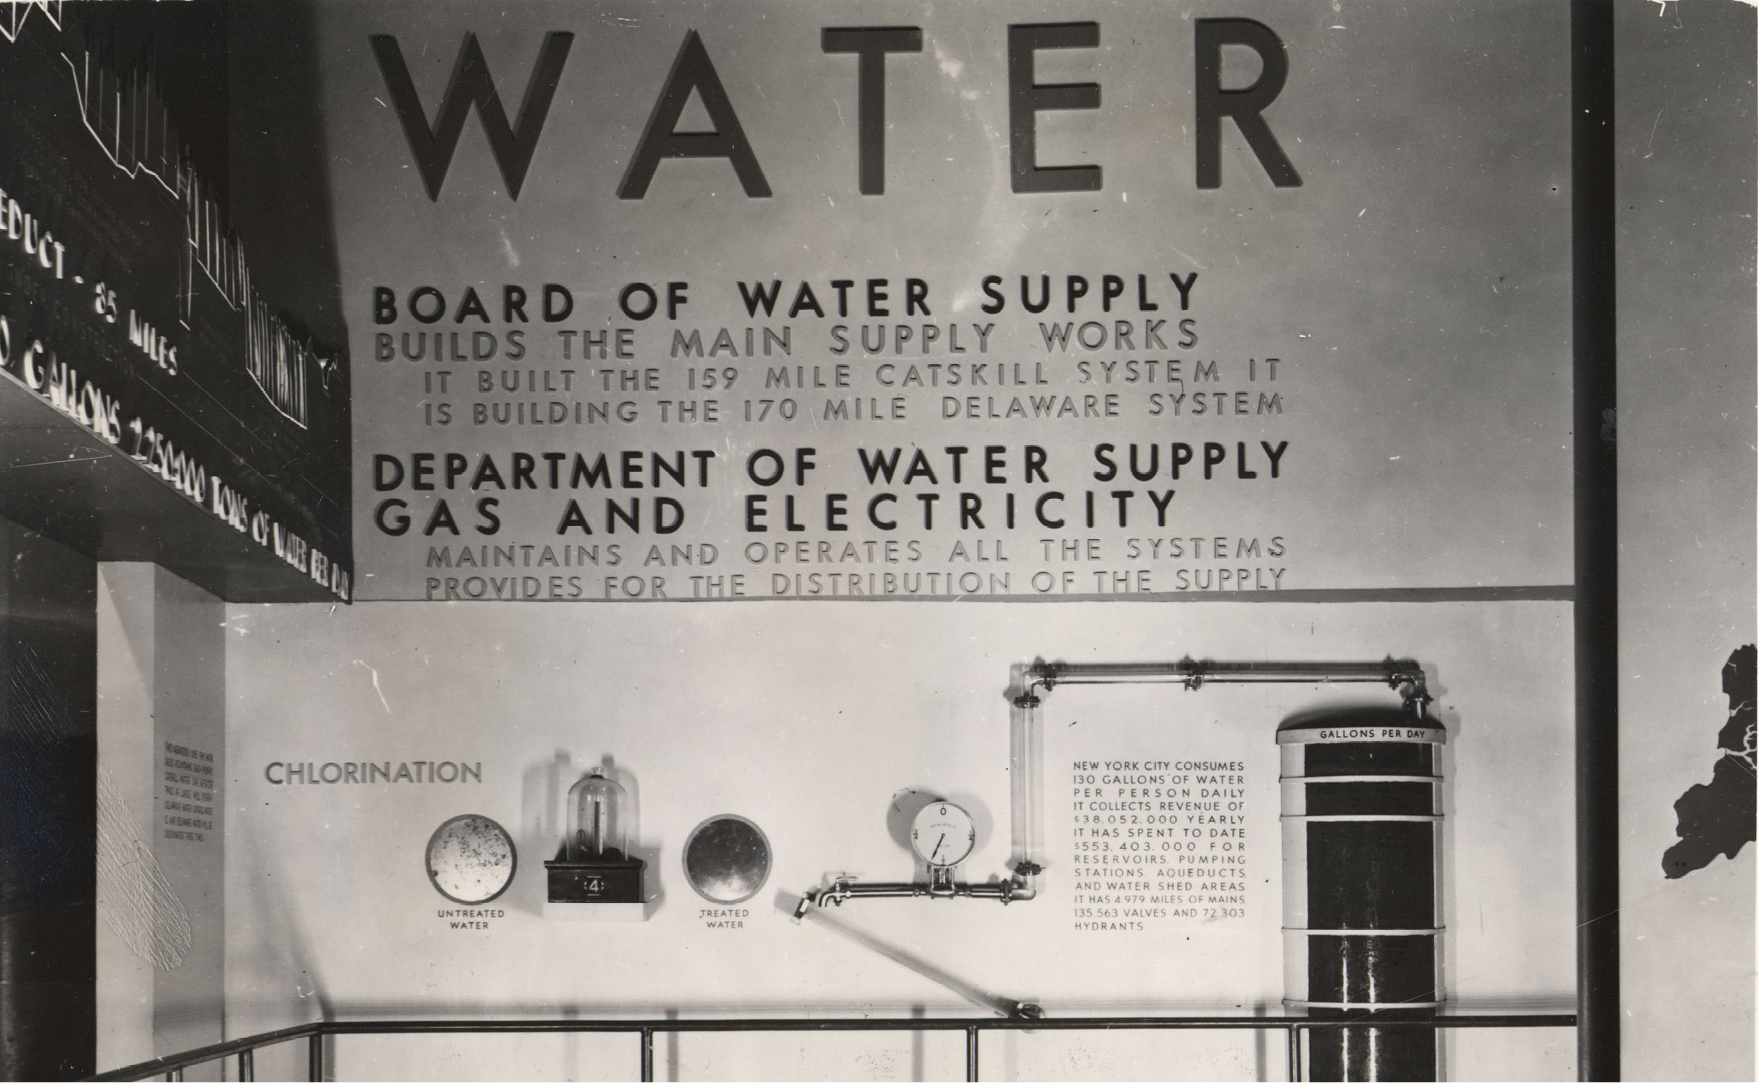 WATER
BOARD OF WATER SUPPLY
BUILDS THE MAIN SUPPLY WORKS
IT BUILT THE 159 MILE CATSKILL SYSTEM IT
IS BUILDING THE 170 MILE DELAWARE SYSTEM
DEPARTMENT OF WATER SUPPLY
GAS AND ELECTRICITY
MAINTAINS AND OPERATES ALL THE SYSTEMS
PROVIDES FOR THE DISTRIBUTION OF THE SUPPLY
EDUCT - 85 MILES
0 GALLONS 2,250,000 TONS OF WATER PER DAY
CHLORINATION
UNTREATED
WATER
4
TREATED
WATER
0
NEW YORK CITY CONSUMES
130 GALLONS OF WATER
PER PERSON DAILY
IT COLLECTS REVENUE OF
$38,052,000 YEARLY
IT HAS SPENT TO DATE
$553,403,000 FOR
RESERVOIRS, PUMPING
STATIONS, AQUEDUCTS
AND WATER SHED AREAS
IT HAS 4979 MILES OF MAINS
135,563 VALVES AND 72,303
HYDRANTS
GALLONS PER DAY